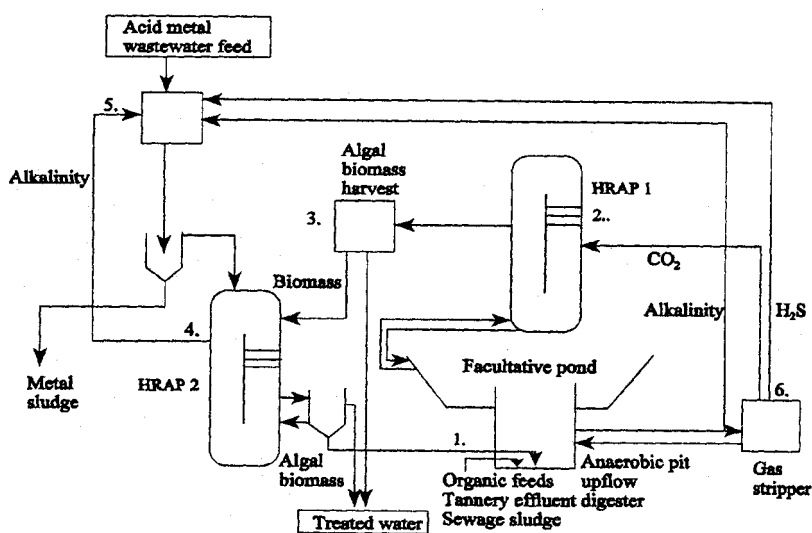 Acid metal
wastewater feed
5.
Alkalinity
Algal
biomass
harvest
3.
HRAP 1
2..
CO2
Biomass
Alkalinity
H2S
4.
Metal
sludge
HRAP 2
Facultative pond
6.
1.
Algal
biomass
Organic feeds
Tannery effluent
Sewage sludge
Anaerobic pit
upflow
digester
Gas
stripper
Treated water